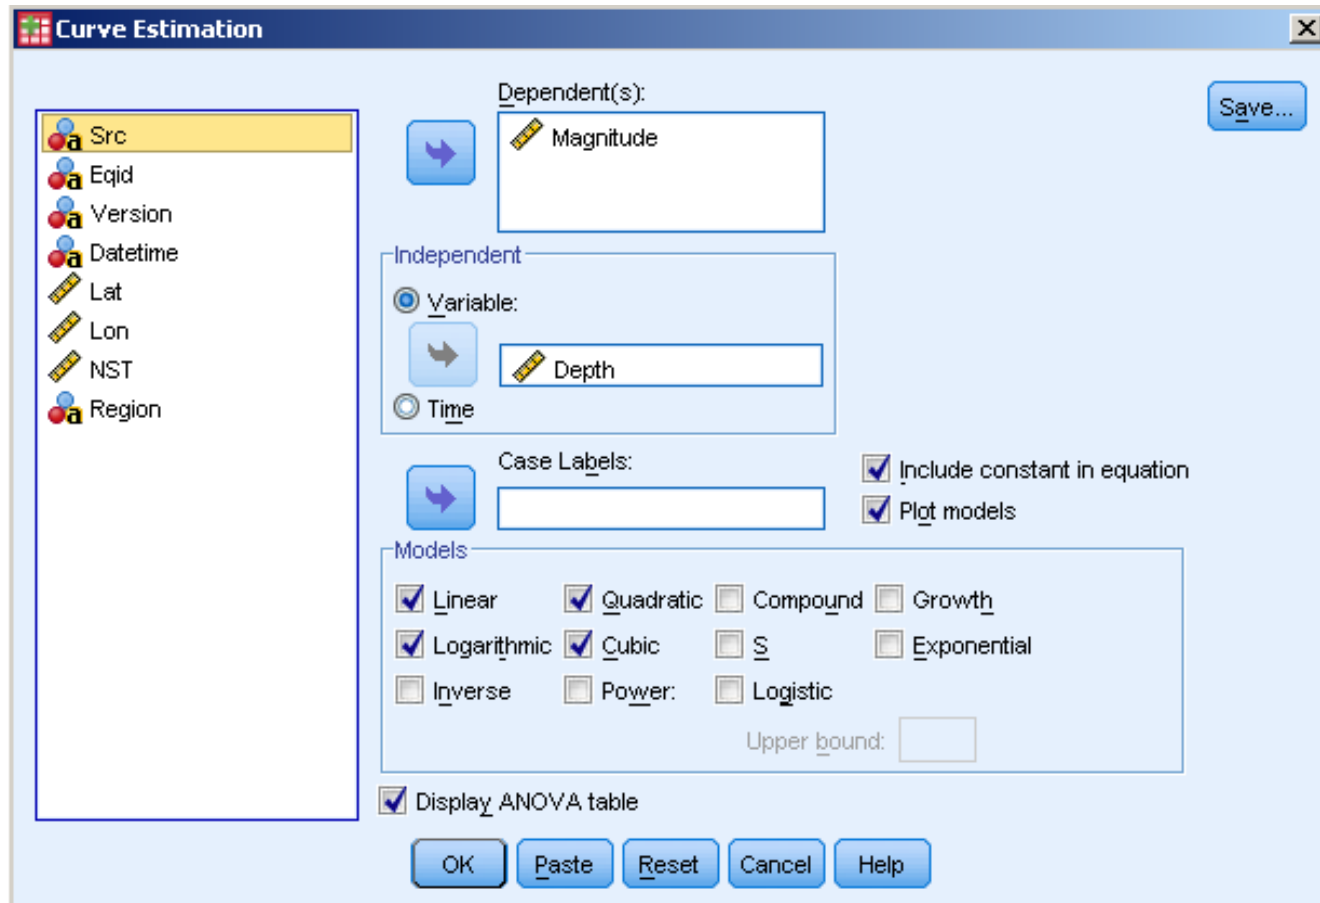 Curve Estimation
Src
Eqid
Version
Datetime
Lat
Lon
NST
Region
Dependent(s):
Magnitude
Save...
Independent
Variable:
Depth
Time
Case Labels:
Include constant in equation
Plot models
Models
Linear Quadratic Compound Growth
Logarithmic Cubic S Exponential
Inverse Power: Logistic
Upper bound:
Display ANOVA table
OK Paste Reset Cancel Help